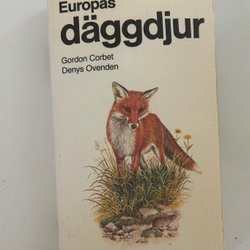 Europas
däggdjur
Gordon Corbet
Denys Ovenden